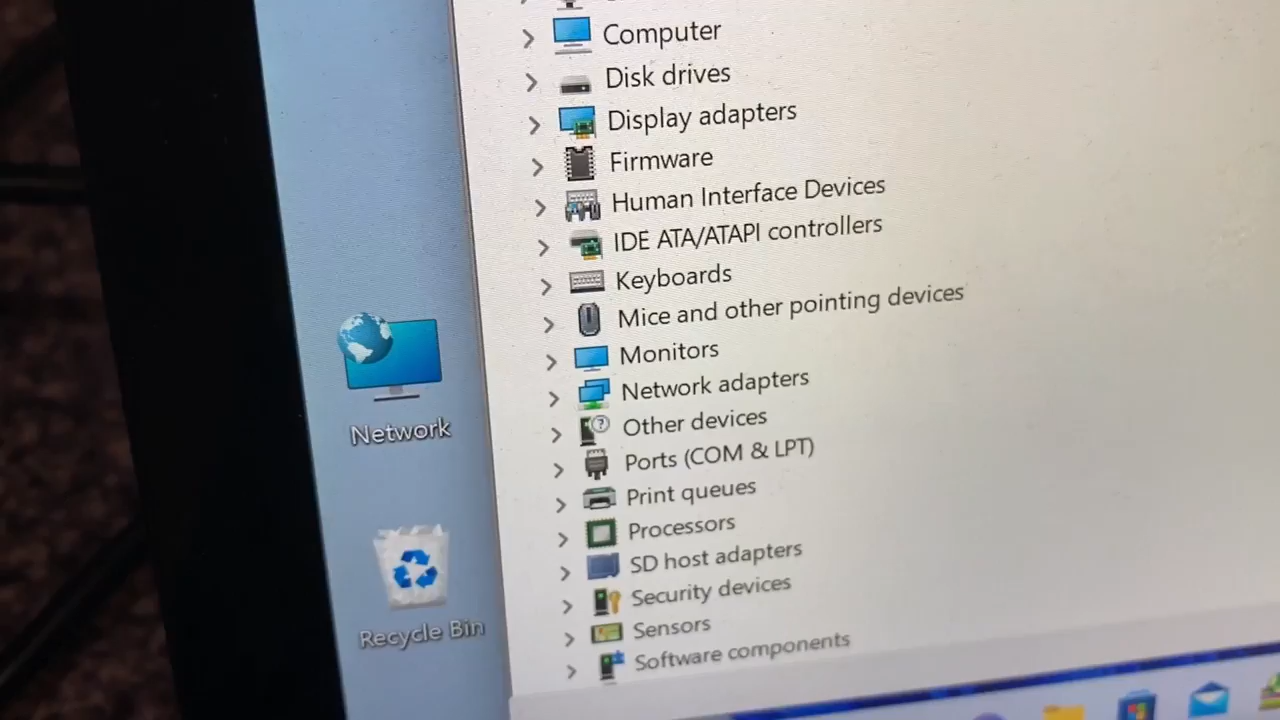 Computer
Disk drives
Display adapters
Firmware
Human Interface Devices
IDE ATA/ATAPI controllers
Keyboards
Mice and other pointing devices
Monitors
Network adapters
Other devices
Ports (COM & LPT)
Print queues
Processors
SD host adapters
Security devices
Sensors
Software components
Network
Recycle Bin